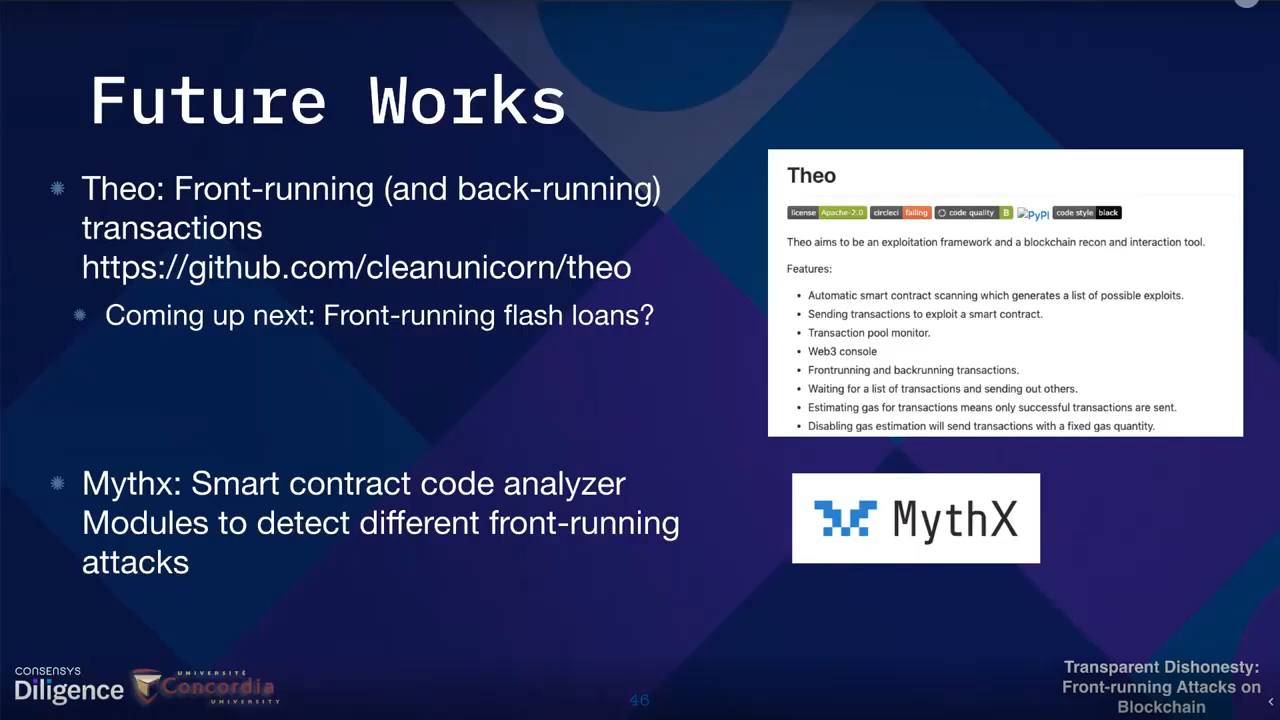 Future Works
Theo: Front-running (and back-running)
transactions
https://github.com/cleanunicorn/theo
Coming up next: Front-running flash loans?
Mythx: Smart contract code analyzer
Modules to detect different front-running
attacks
Theo
license Apache-2.0 circleci failing code quality B PyPI code style black
Theo aims to be an exploitation framework and a blockchain recon and interaction tool.
Features:
Automatic smart contract scanning which generates a list of possible exploits.
Sending transactions to exploit a smart contract.
Transaction pool monitor.
Web3 console
Frontrunning and backrunning transactions.
Waiting for a list of transactions and sending out others.
Estimating gas for transactions means only successful transactions are sent.
Disabling gas estimation will send transactions with a fixed gas quantity.
MythX
CONSENSYS
Diligence
UNIVERSITÉ
Concordia
UNIVERSITY
46
Transparent Dishonesty:
Front-running Attacks on
Blockchain